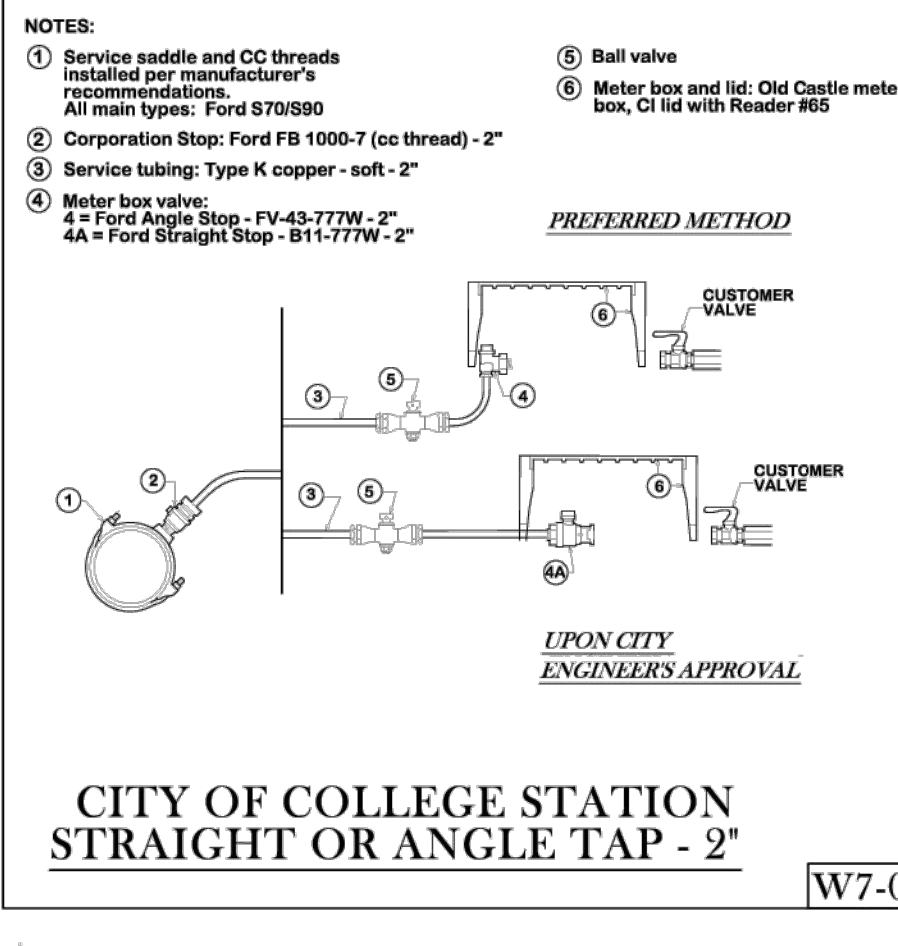 NOTES:
1 Service saddle and CC threads
installed per manufacturer's
recommendations.
All main types: Ford S70/S90
2 Corporation Stop: Ford FB 1000-7 (cc thread) - 2"
3 Service tubing: Type K copper - soft - 2"
4 Meter box valve:
4 = Ford Angle Stop - FV-43-777W - 2"
4A = Ford Straight Stop - B11-777W - 2"
5 Ball valve
6 Meter box and lid: Old Castle mete
box, CI lid with Reader #65
PREFERRED METHOD
CUSTOMER
VALVE
6
5
3
4
CUSTOMER
VALVE
2
1
3
5
6
4A
UPON CITY
ENGINEER'S APPROVAL
CITY OF COLLEGE STATION
STRAIGHT OR ANGLE TAP - 2"
W7-0